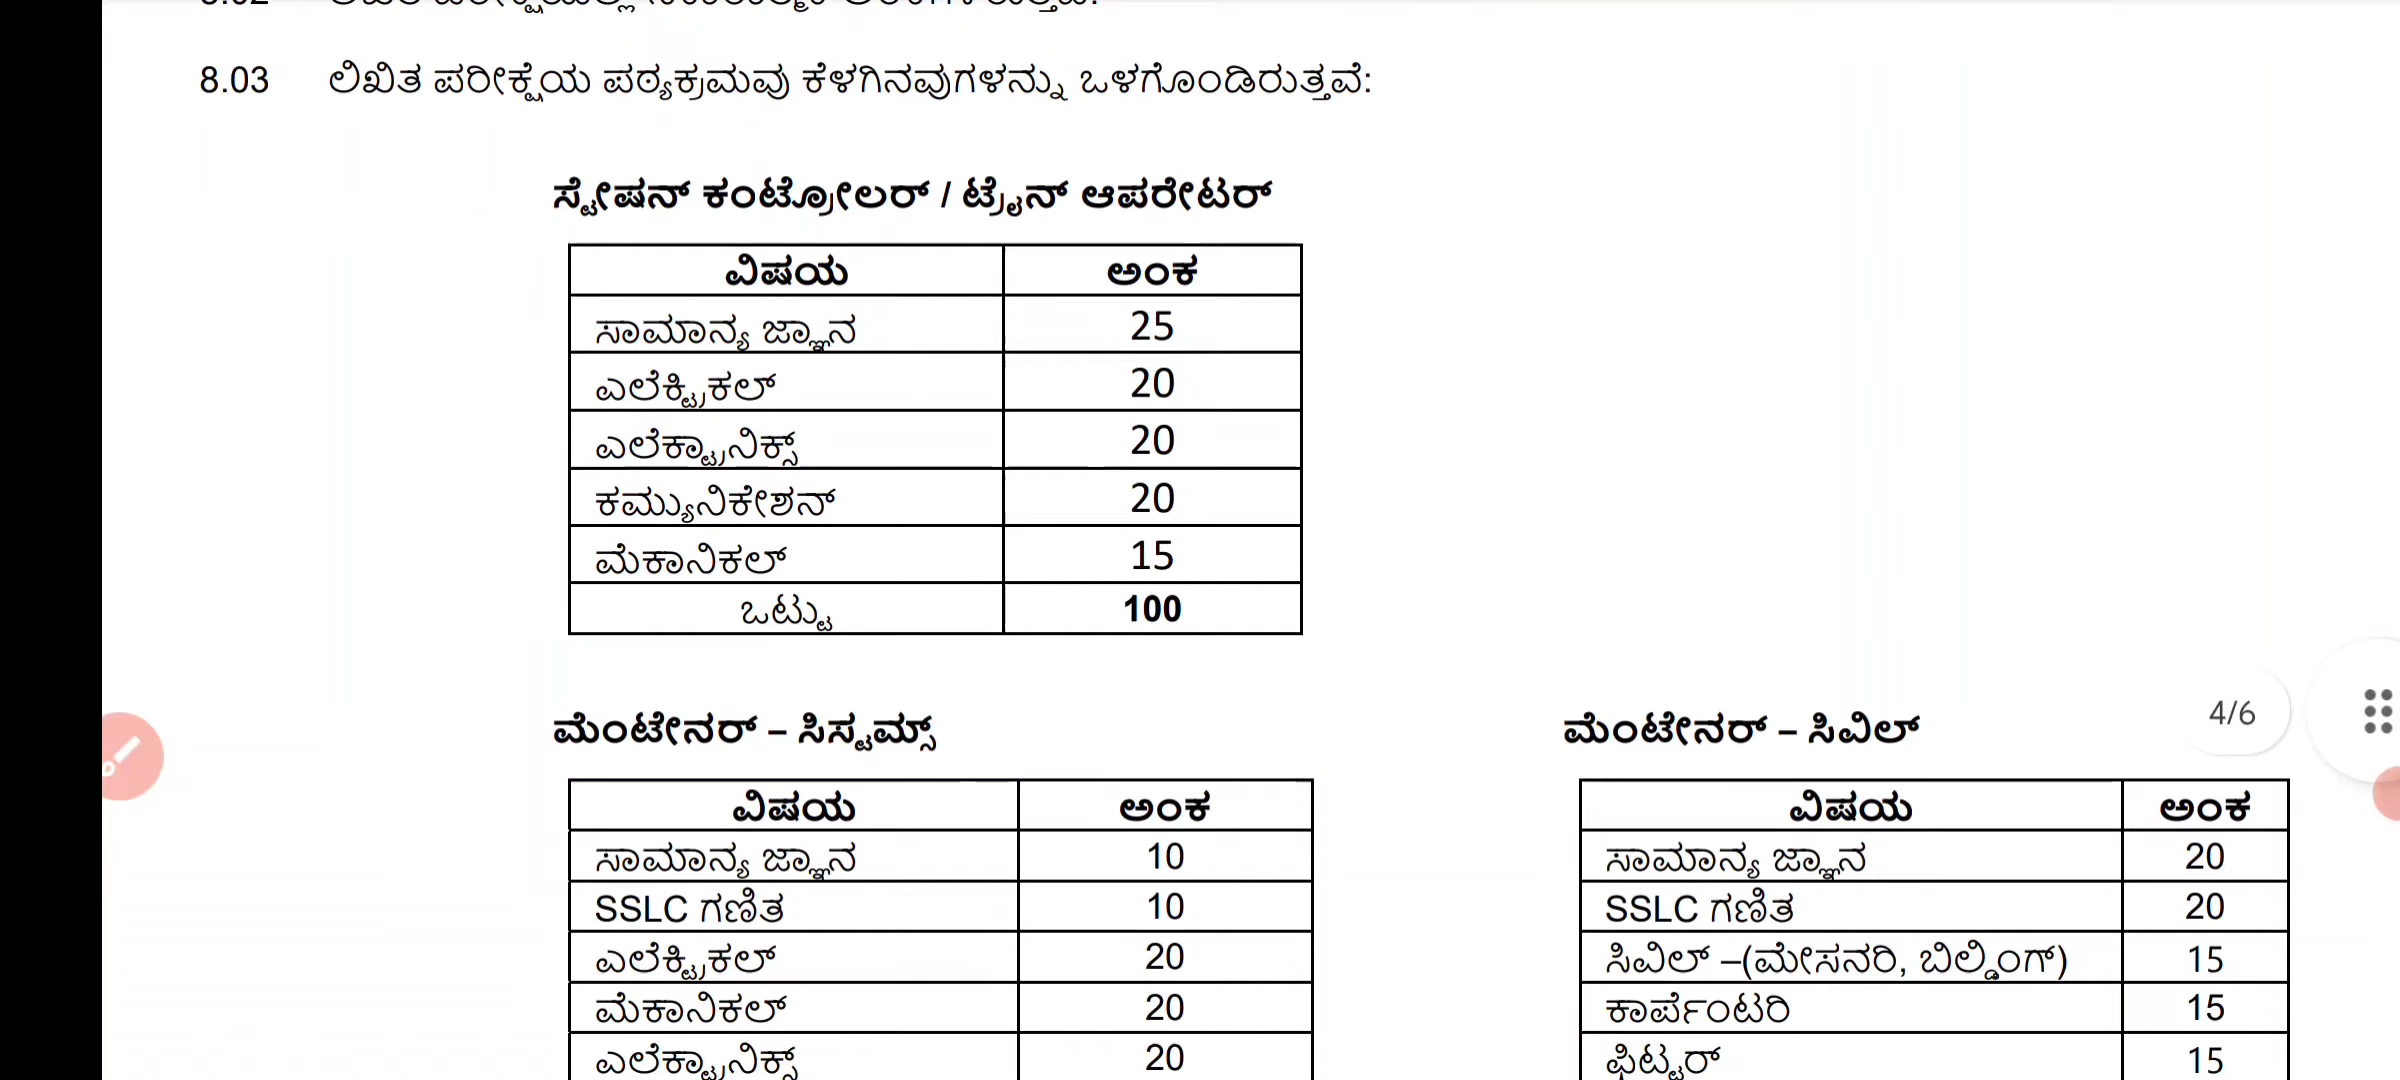 8.03 ಲಿಖಿತ ಪರೀಕ್ಷೆಯ ಪಠ್ಯಕ್ರಮವು ಕೆಳಗಿನವುಗಳನ್ನು ಒಳಗೊಂಡಿರುತ್ತವೆ:
ಸ್ಟೇಷನ್ ಕಂಟ್ರೋಲರ್ / ಟ್ರೈನ್ ಆಪರೇಟರ್
ವಿಷಯ ಅಂಕ
ಸಾಮಾನ್ಯ ಜ್ಞಾನ 25
ಎಲೆಕ್ಟ್ರಿಕಲ್ 20
ಎಲೆಕ್ಟ್ರಾನಿಕ್ಸ್ 20
ಕಮ್ಯುನಿಕೇಶನ್ 20
ಮೆಕಾನಿಕಲ್ 15
ಒಟ್ಟು 100
4/6
ಮೆಂಟೇನರ್ – ಸಿಸ್ಟಮ್ಸ್
ವಿಷಯ ಅಂಕ
ಸಾಮಾನ್ಯ ಜ್ಞಾನ 10
SSLC ಗಣಿತ 10
ಎಲೆಕ್ಟ್ರಿಕಲ್ 20
ಮೆಕಾನಿಕಲ್ 20
ಎಲೆಕ್ಟ್ರಾನಿಕ್ಸ್ 20
ಮೆಂಟೇನರ್ – ಸಿವಿಲ್
ವಿಷಯ ಅಂಕ
ಸಾಮಾನ್ಯ ಜ್ಞಾನ 20
SSLC ಗಣಿತ 20
ಸಿವಿಲ್ –(ಮೇಸನರಿ, ಬಿಲ್ಡಿಂಗ್) 15
ಕಾರ್ಪೆಂಟರಿ 15
ಫಿಟ್ಟರ್ 15